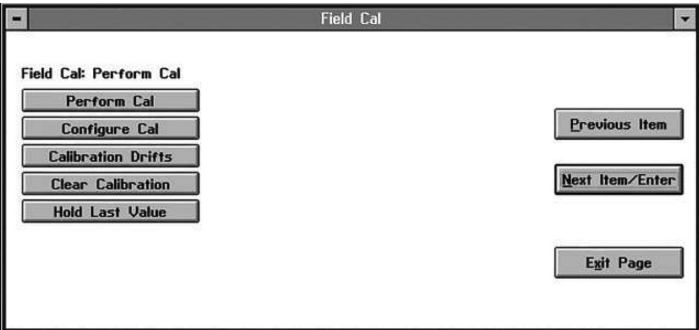 Field Cal
Field Cal: Perform Cal
Perform Cal
Configure Cal
Calibration Drifts
Clear Calibration
Hold Last Value
Previous Item
Next Item/Enter
Exit Page